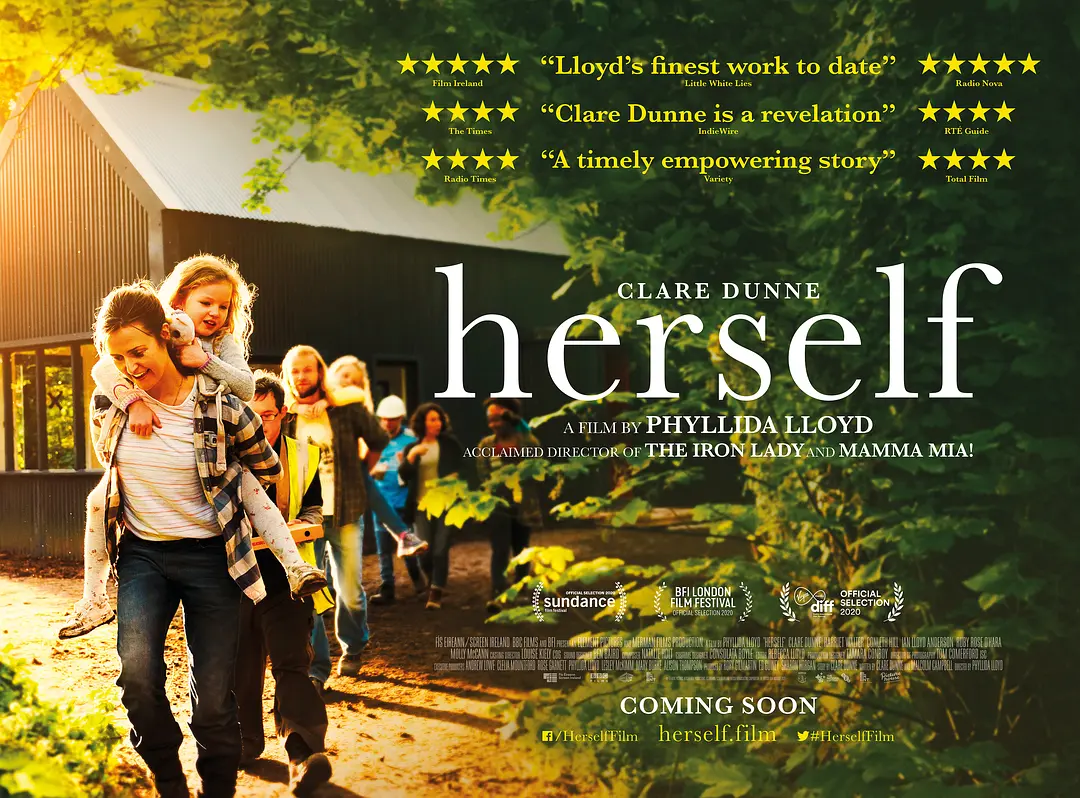 ★★★★★ “Lloyd’s finest work to date” ★★★★★
Film Ireland Little White Lies Radio Nova
★★★★ “Clare Dunne is a revelation” ★★★★
The Times IndieWire RTÉ Guide
★★★★ “A timely empowering story” ★★★★
Radio Times Variety Total Film
CLARE DUNNE
herself
A FILM BY PHYLLIDA LLOYD
ACCLAIMED DIRECTOR OF THE IRON LADY AND MAMMA MIA!
OFFICIAL SELECTION 2020
sundance
film festival
BFI LONDON
FILM FESTIVAL
OFFICIAL SELECTION 2020
Virgin media
diff
OFFICIAL
SELECTION
2020
COMING SOON
/HerselfFilm herself.film #HerselfFilm